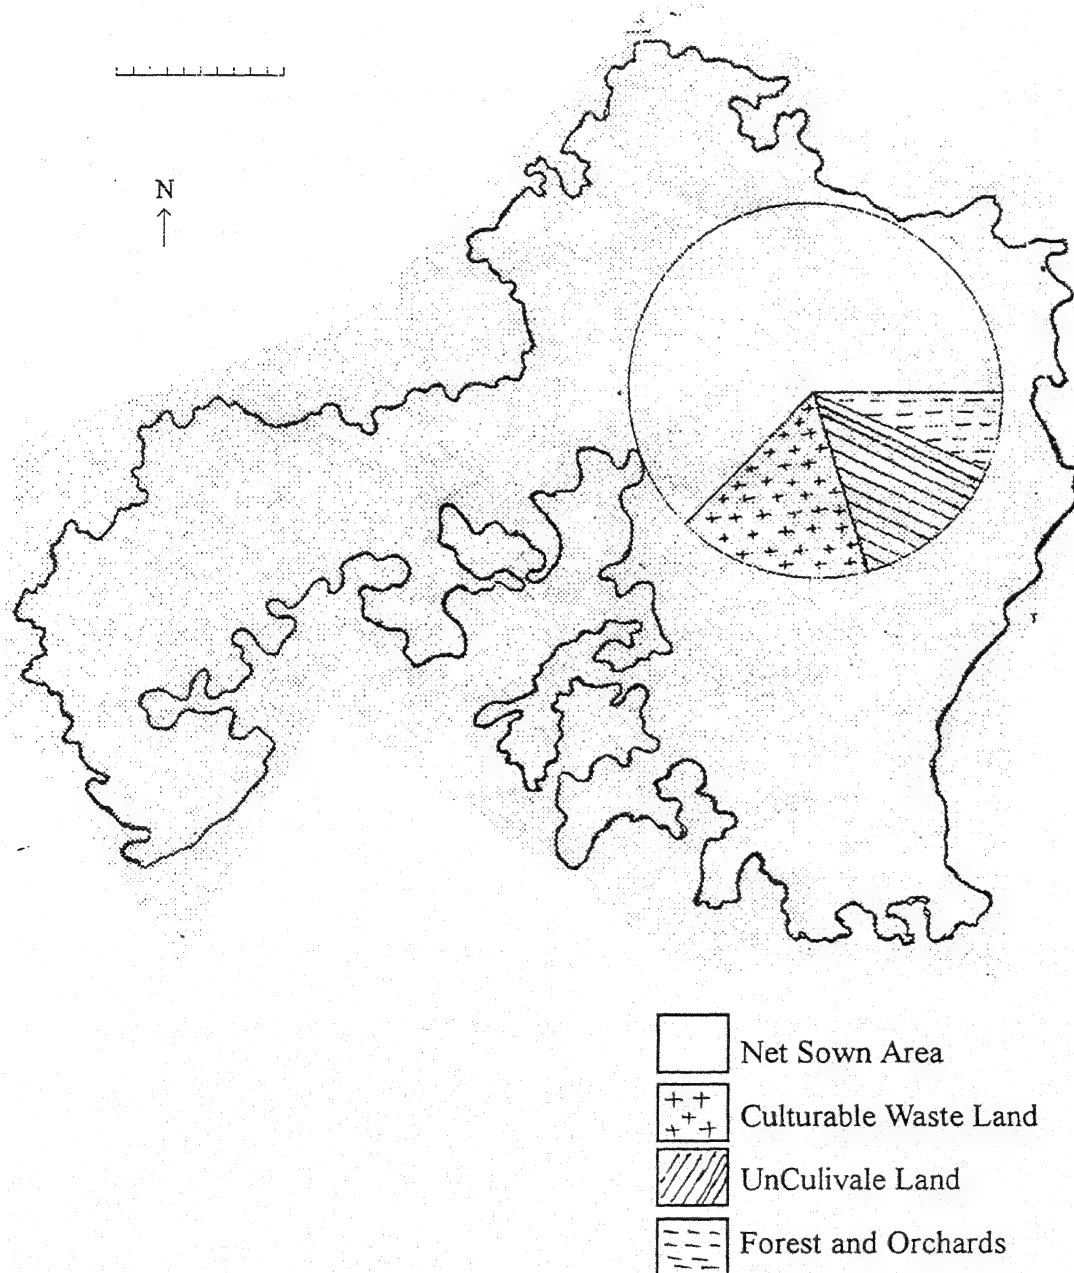 N
Net Sown Area
Culturable Waste Land
UnCulivale Land
Forest and Orchards